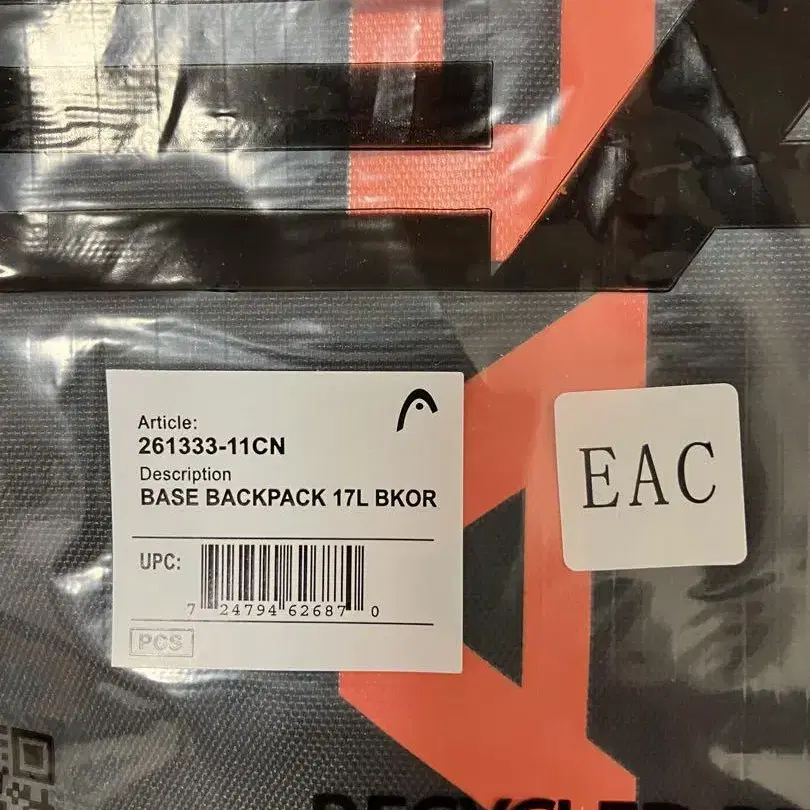 Article:
261333-11CN
Description
BASE BACKPACK 17L BKOR
UPC:
7 24794 62687 0
PCS
EAC